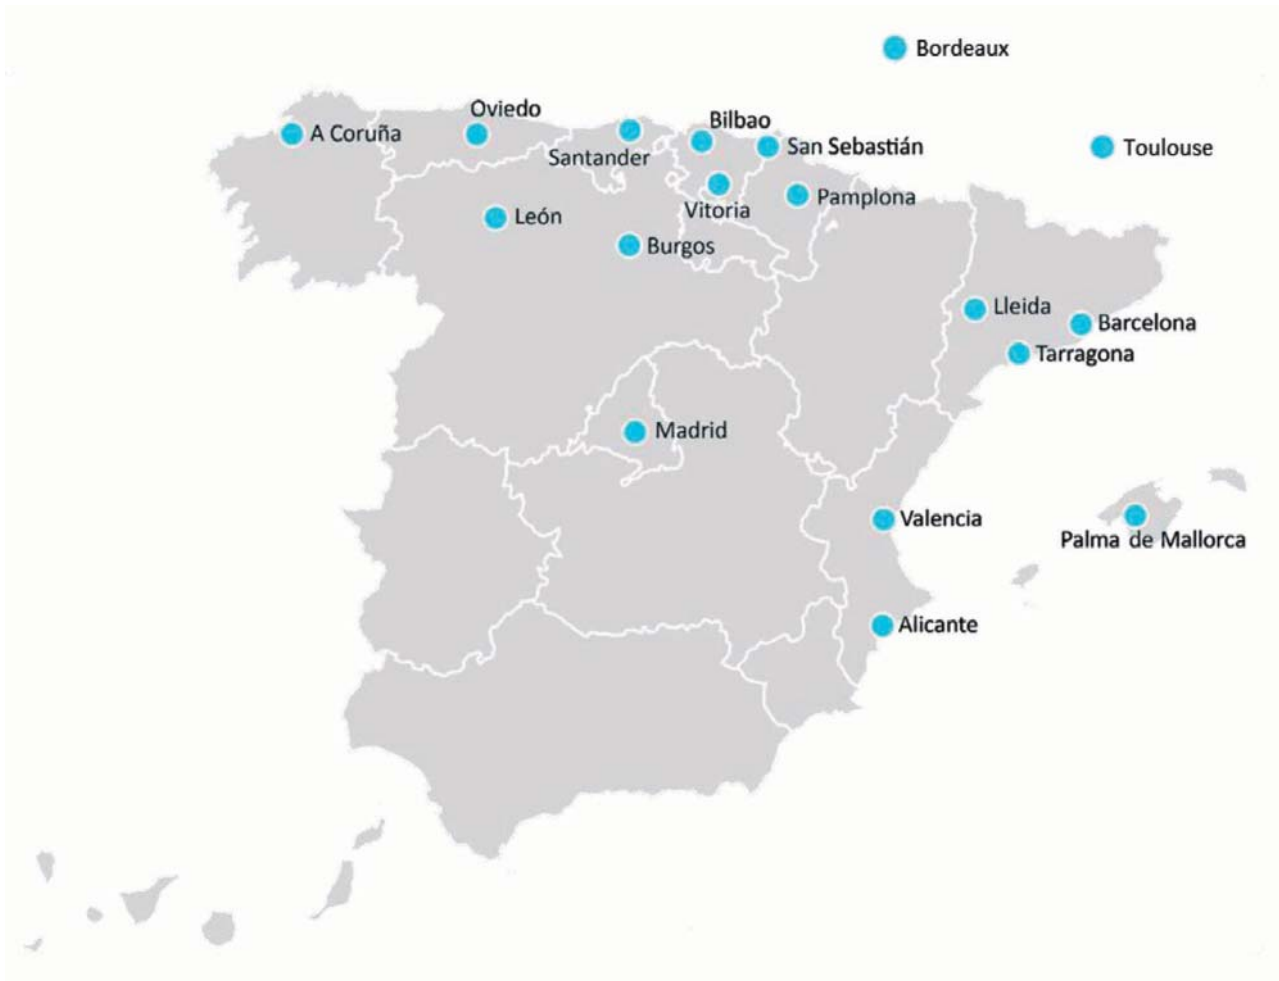 Bordeaux
Oviedo
Bilbao
A Coruña
San Sebastián
Toulouse
Santander
Pamplona
Vitoria
León
Burgos
Lleida
Barcelona
Tarragona
Madrid
Valencia
Palma de Mallorca
Alicante